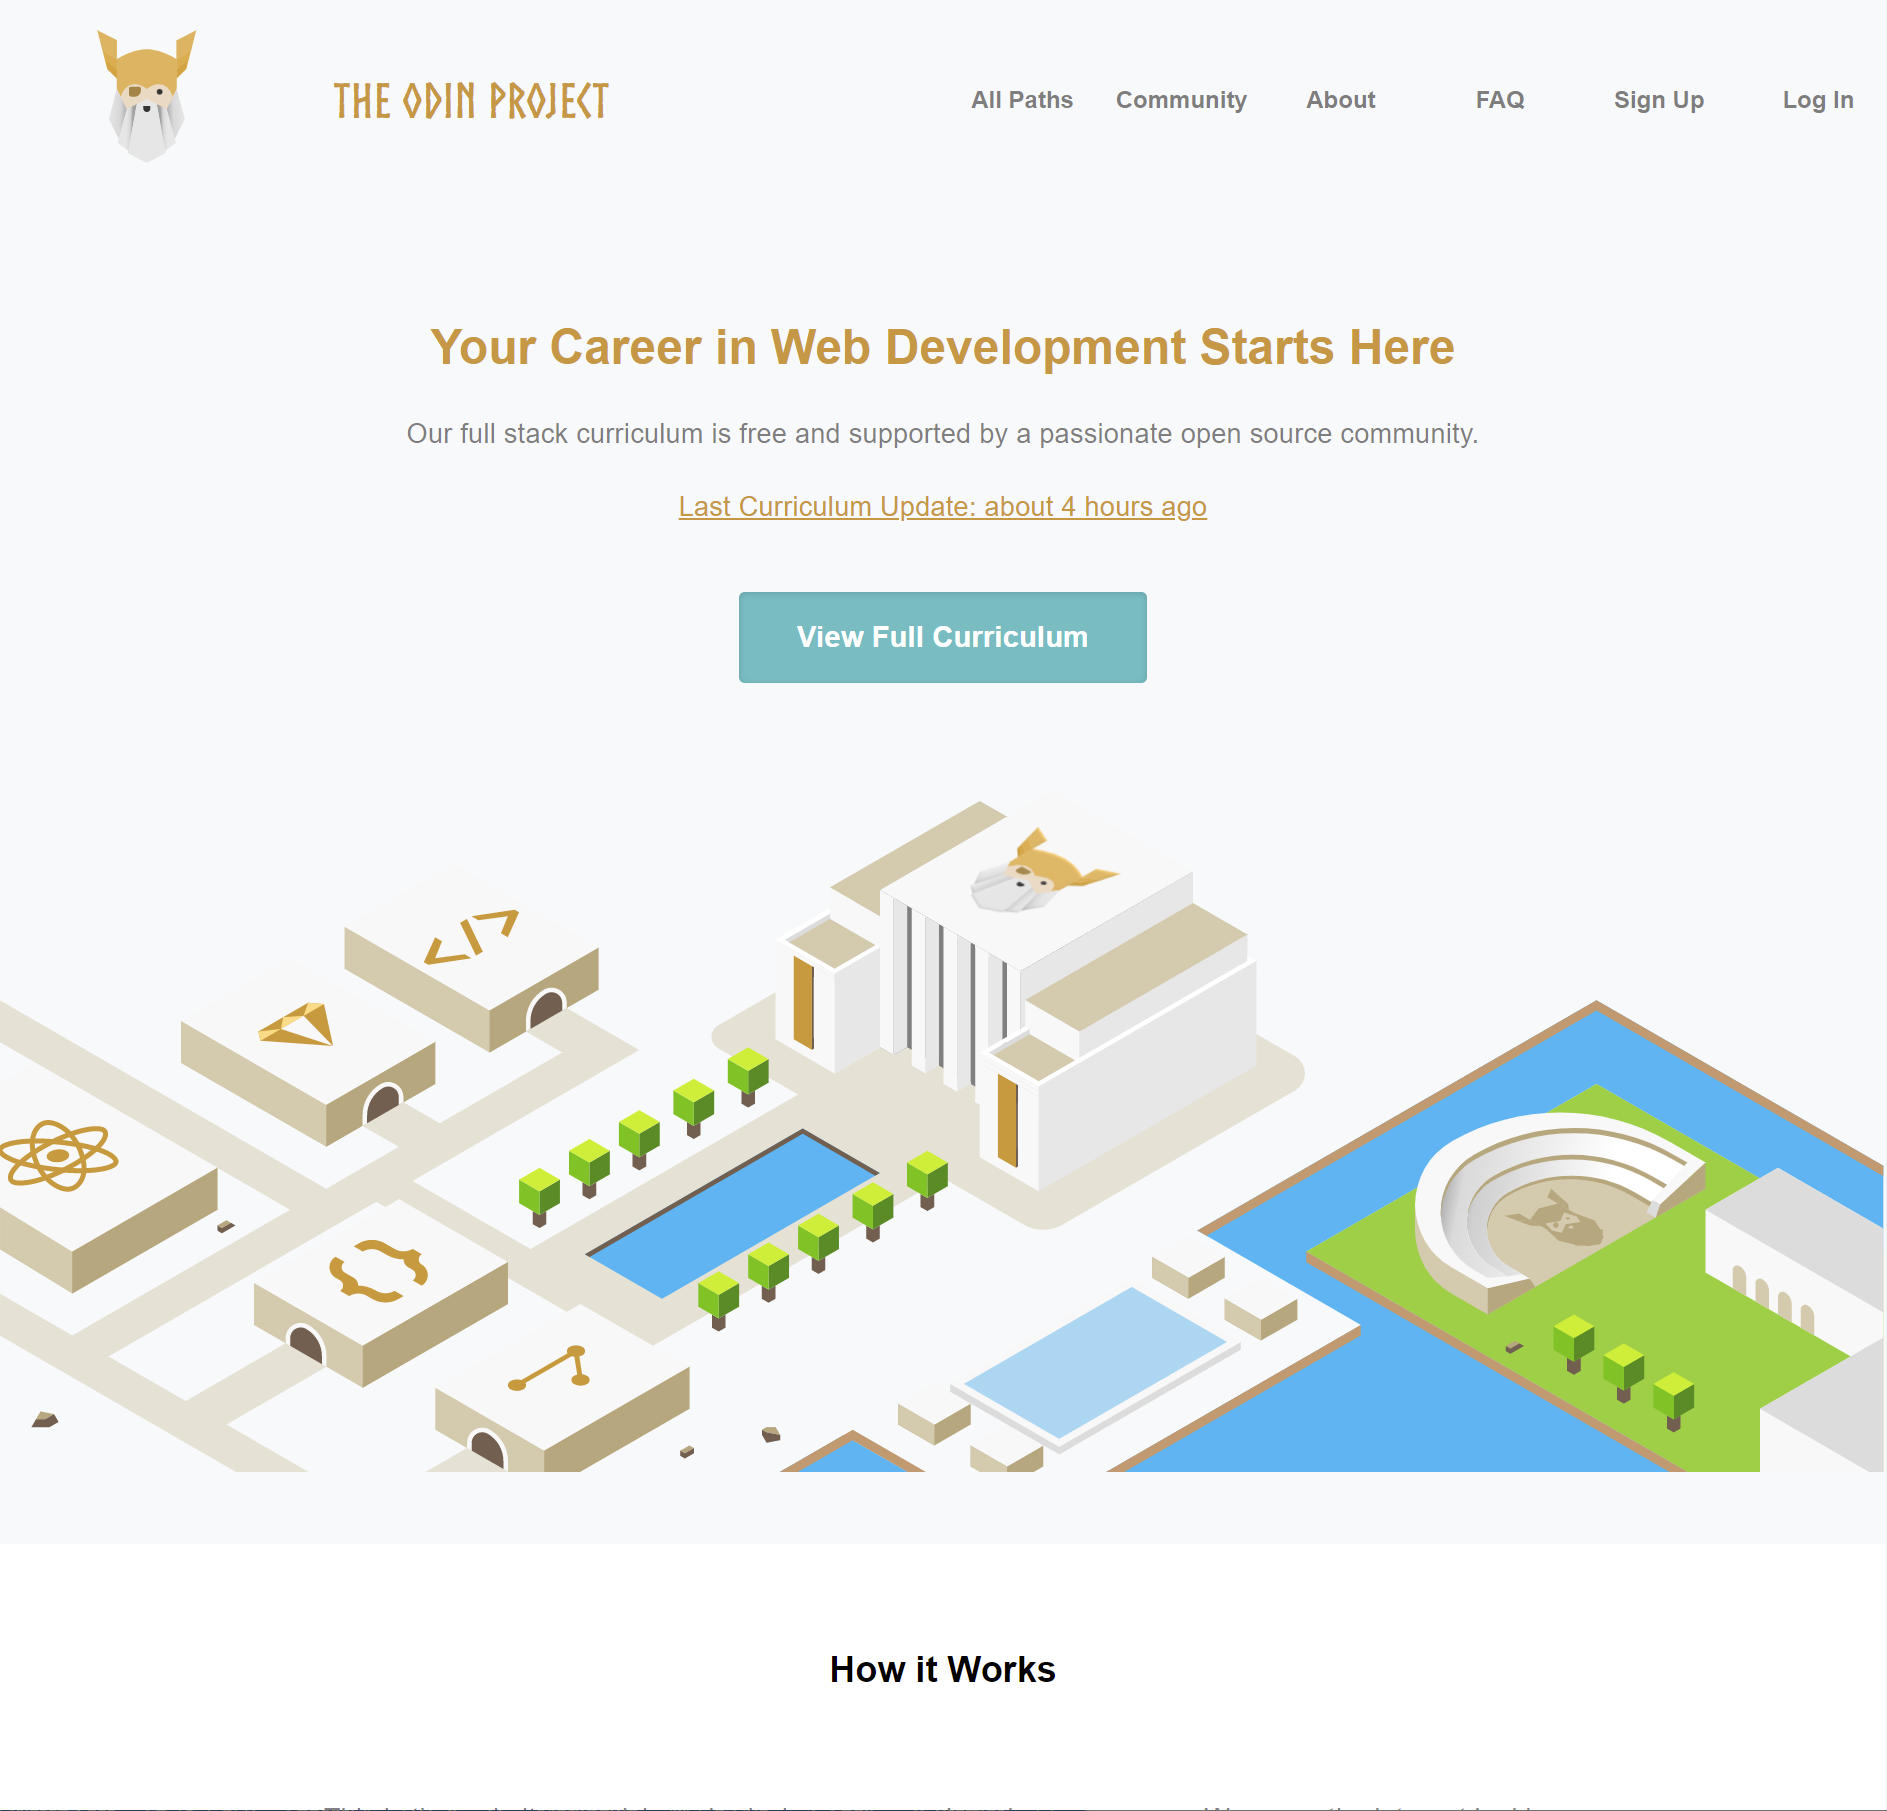 THE ODIN PROJECT
All Paths Community About FAQ Sign Up Log In
Your Career in Web Development Starts Here
Our full stack curriculum is free and supported by a passionate open source community.
Last Curriculum Update: about 4 hours ago
View Full Curriculum
</>
How it Works